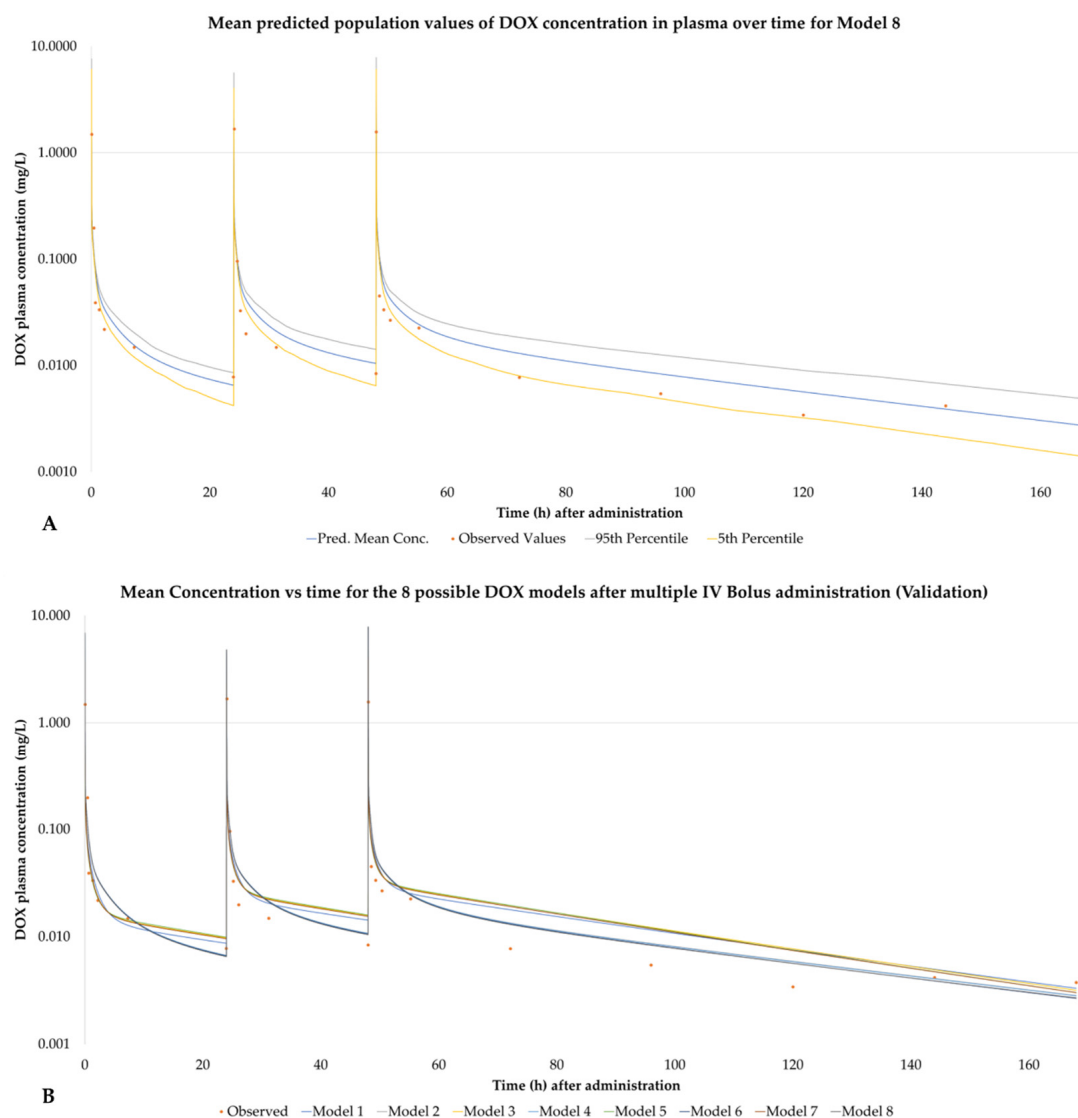 Mean predicted population values of DOX concentration in plasma over time for Model 8
10.0000
1.0000
0.1000
0.0100
0.0010
DOX plasma conentration (mg/L)
0 20 40 60 80 100 120 140 160
Time (h) after administration
A
Pred. Mean Conc. Observed Values 95th Percentile 5th Percentile
Mean Concentration vs time for the 8 possible DOX models after multiple IV Bolus administration (Validation)
10.000
1.000
0.100
0.010
0.001
DOX plasma concentration (mg/L)
0 20 40 60 80 100 120 140 160
Time (h) after administration
B
Observed Model 1 Model 2 Model 3 Model 4 Model 5 Model 6 Model 7 Model 8